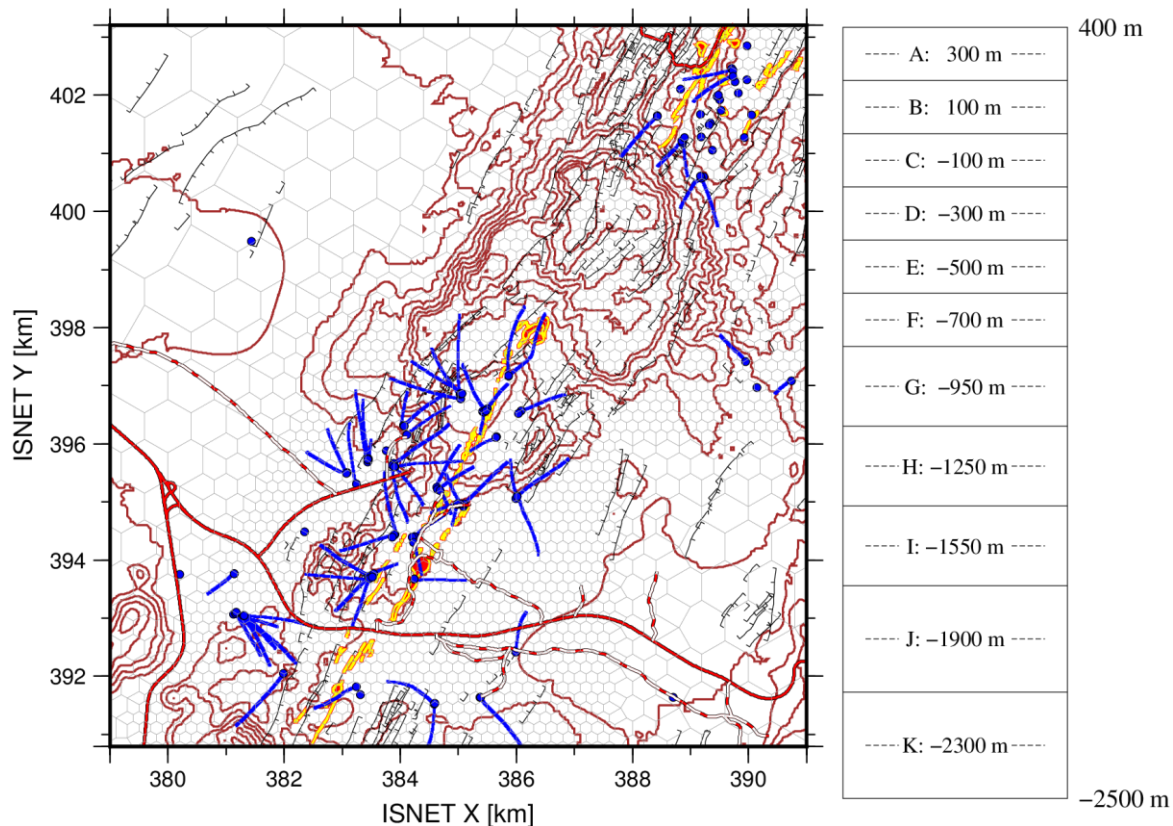 400 m
A: 300 m
402
B: 100 m
C: −100 m
400
D: −300 m
E: −500 m
398
F: −700 m
ISNET Y [km]
G: −950 m
396
H: −1250 m
394
I: −1550 m
J: −1900 m
392
K: −2300 m
−2500 m
380 382 384 386 388 390
ISNET X [km]